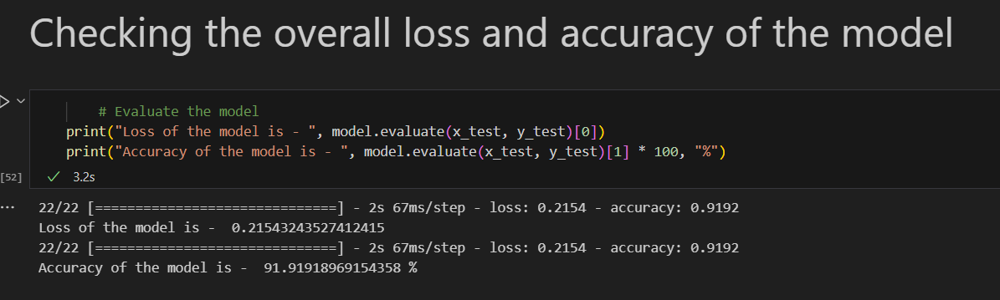 Checking the overall loss and accuracy of the model
# Evaluate the model
print("Loss of the model is - ", model.evaluate(x_test, y_test)[0])
print("Accuracy of the model is - ", model.evaluate(x_test, y_test)[1] * 100, "%")
[52]
3.2s
22/22 [==============================] - 2s 67ms/step - loss: 0.2154 - accuracy: 0.9192
Loss of the model is -  0.21543243527412415
22/22 [==============================] - 2s 67ms/step - loss: 0.2154 - accuracy: 0.9192
Accuracy of the model is -  91.91918969154358 %